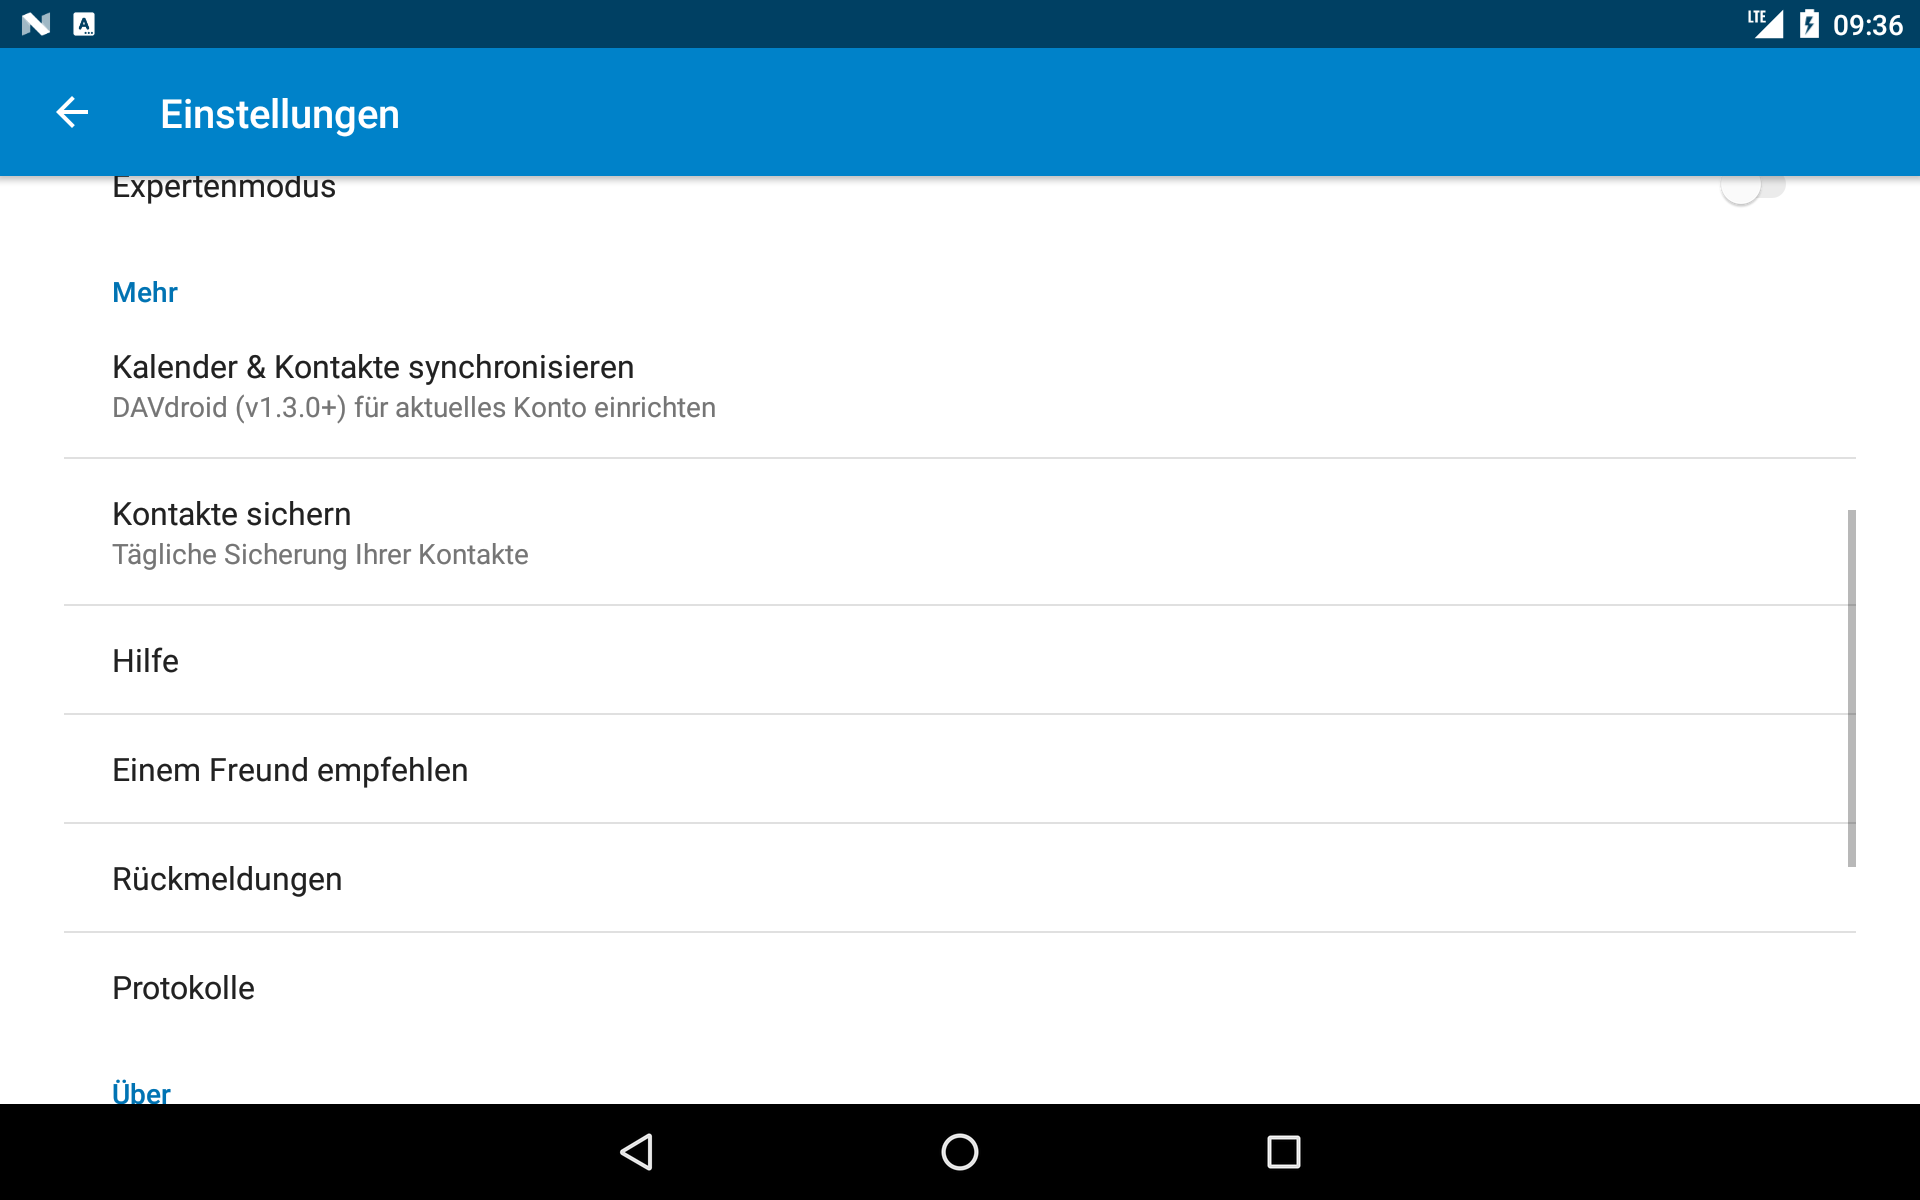 LTE 09:36
Einstellungen
Expertenmodus
Mehr
Kalender & Kontakte synchronisieren
DAVdroid (v1.3.0+) für aktuelles Konto einrichten
Kontakte sichern
Tägliche Sicherung Ihrer Kontakte
Hilfe
Einem Freund empfehlen
Rückmeldungen
Protokolle
Über